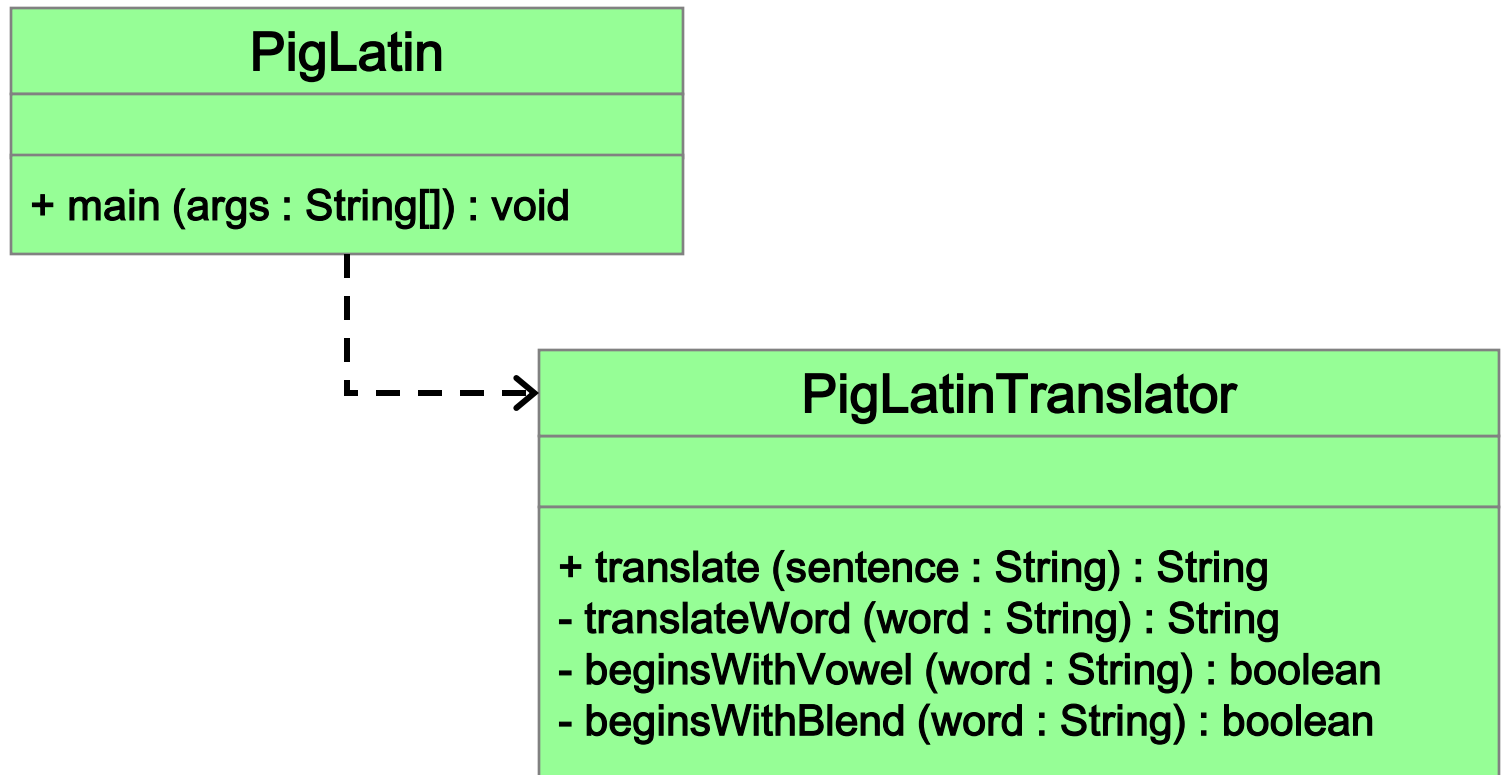 PigLatin
+ main (args : String[]) : void
PigLatinTranslator
+ translate (sentence : String) : String
- translateWord (word : String) : String
- beginsWithVowel (word : String) : boolean
- beginsWithBlend (word : String) : boolean